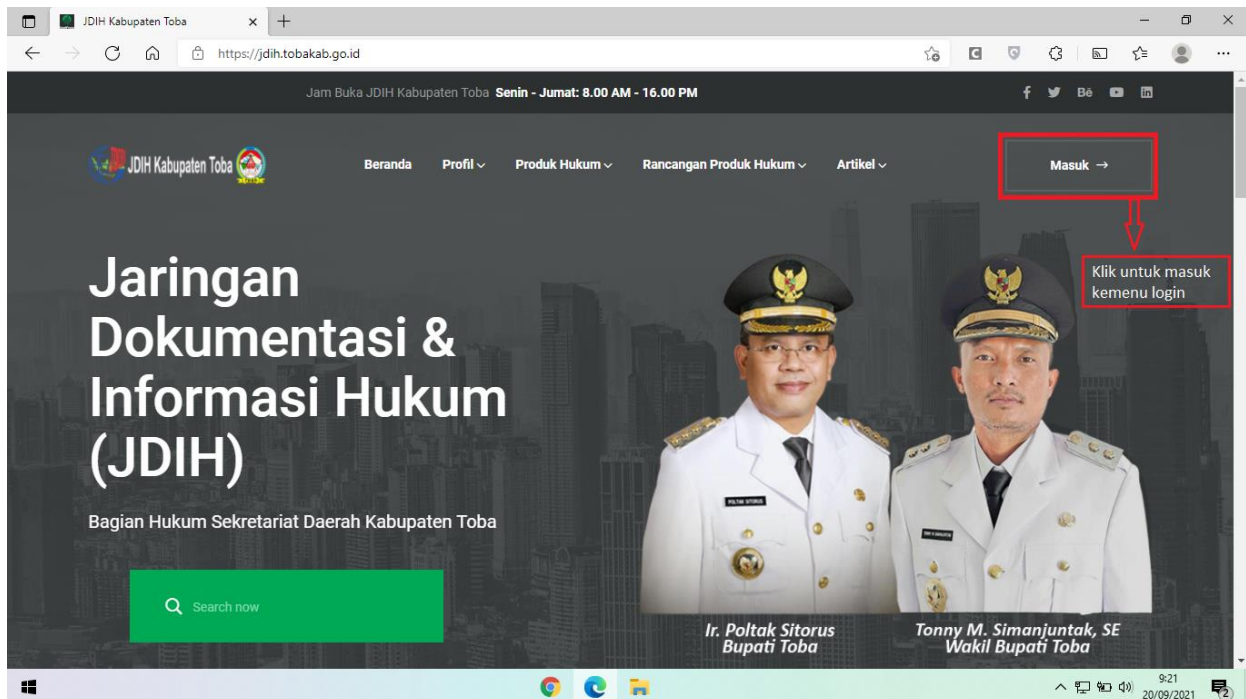 JDIH Kabupaten Toba
https://jdih.tobakab.go.id
Jam Buka JDIH Kabupaten Toba Senin - Jumat: 8.00 AM - 16.00 PM
JDIH Kabupaten Toba
Beranda Profil Produk Hukum Rancangan Produk Hukum Artikel
Masuk →
Klik untuk masuk
kemenu login
Jaringan
Dokumentasi &
Informasi Hukum
(JDIH)
Bagian Hukum Sekretariat Daerah Kabupaten Toba
Search now
POLTAK SITORUS
Ir. Poltak Sitorus
Bupati Toba
Tonny M. Simanjuntak, SE
Wakil Bupati Toba
9:21
20/09/2021
2